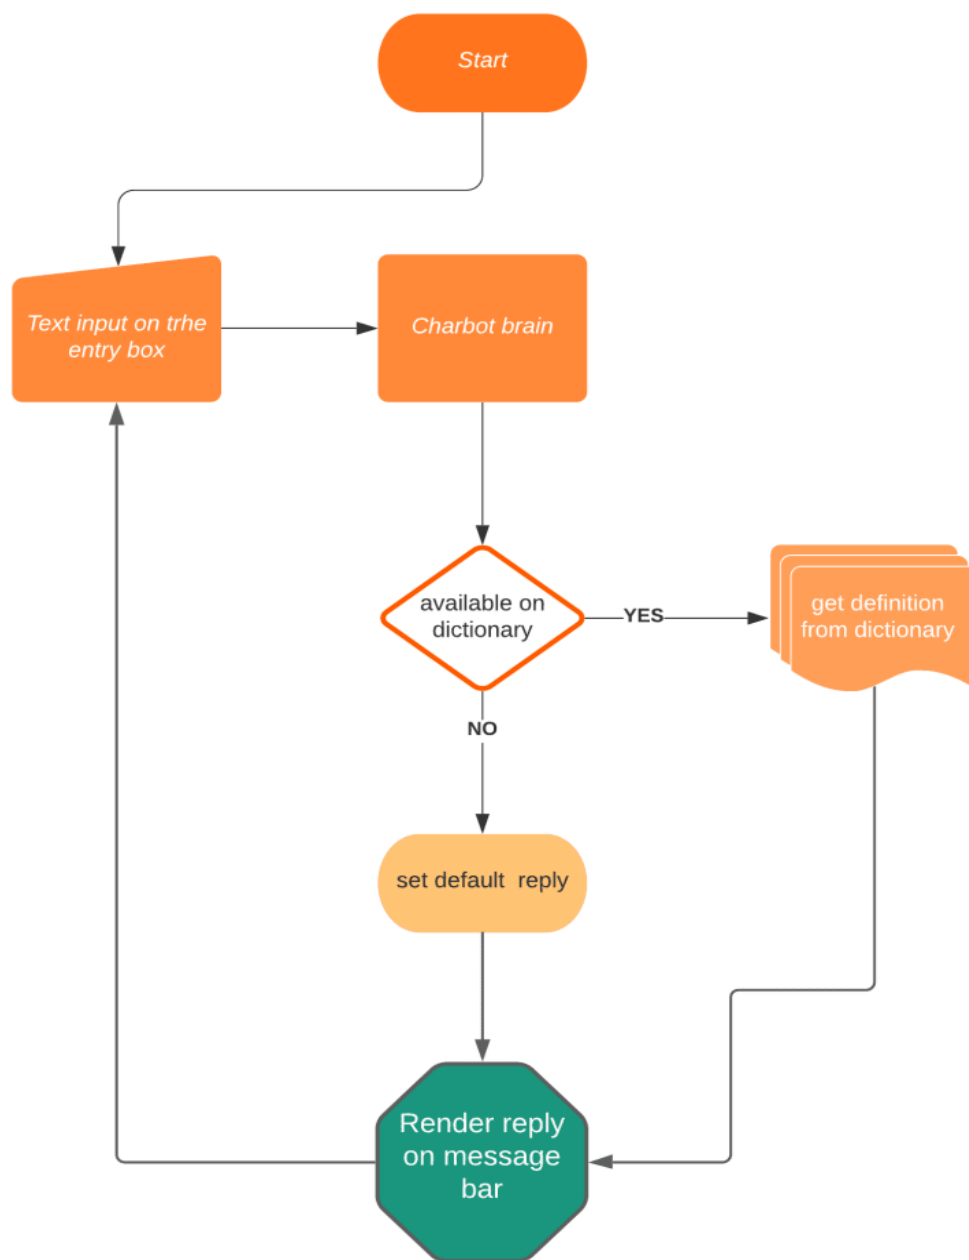 Start
Text input on trhe
entry box
Charbot brain
available on
dictionary
YES
get definition
from dictionary
NO
set default  reply
Render reply
on message
bar